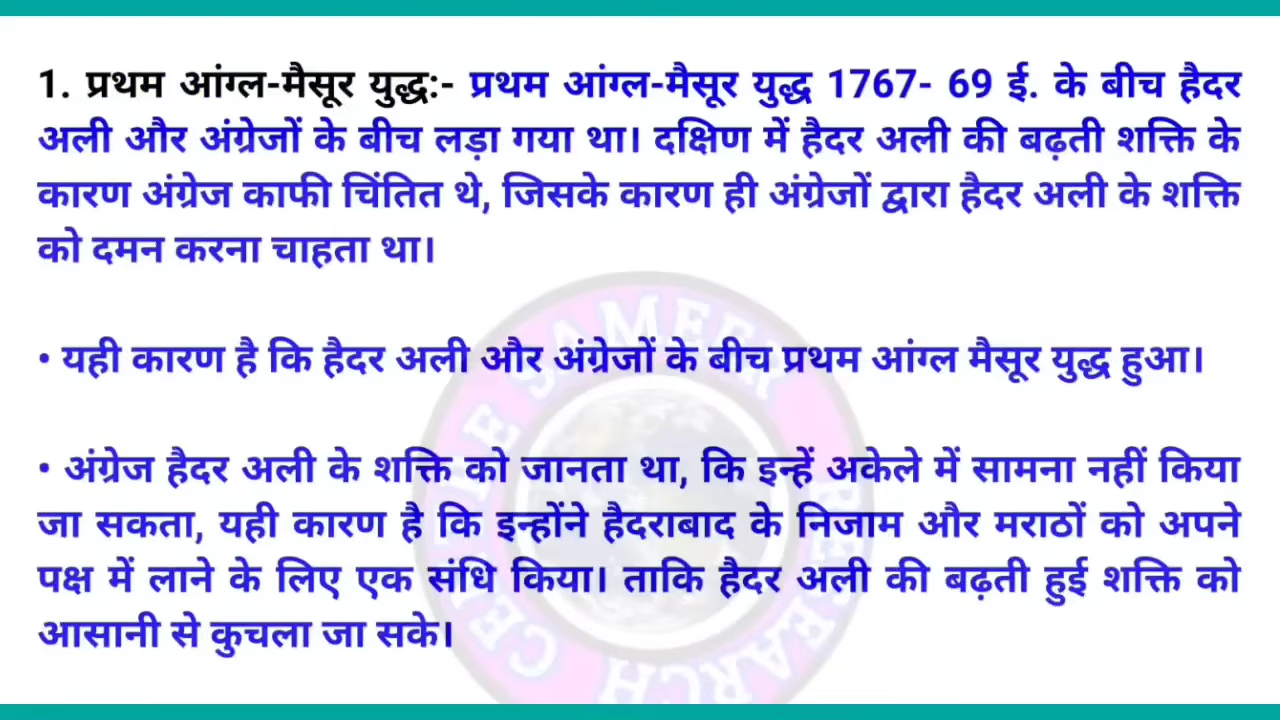 1. प्रथम आंग्ल-मैसूर युद्ध:- प्रथम आंग्ल-मैसूर युद्ध 1767- 69 ई. के बीच हैदर
अली और अंग्रेजों के बीच लड़ा गया था। दक्षिण में हैदर अली की बढ़ती शक्ति के
कारण अंग्रेज काफी चिंतित थे, जिसके कारण ही अंग्रेजों द्वारा हैदर अली के शक्ति
को दमन करना चाहता था।
• यही कारण है कि हैदर अली और अंग्रेजों के बीच प्रथम आंग्ल मैसूर युद्ध हुआ।
• अंग्रेज हैदर अली के शक्ति को जानता था, कि इन्हें अकेले में सामना नहीं किया
जा सकता, यही कारण है कि इन्होंने हैदराबाद के निजाम और मराठों को अपने
पक्ष में लाने के लिए एक संधि किया। ताकि हैदर अली की बढ़ती हुई शक्ति को
आसानी से कुचला जा सके।
SAMEER